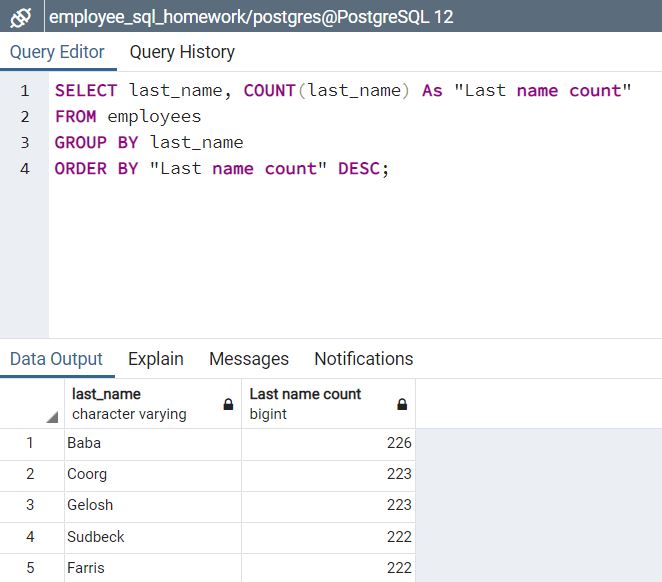 employee_sql_homework/postgres@PostgreSQL 12
Query Editor Query History
1 SELECT last_name, COUNT(last_name) As "Last name count"
2 FROM employees
3 GROUP BY last_name
4 ORDER BY "Last name count" DESC;
Data Output Explain Messages Notifications
last_name Last name count
character varying bigint
1 Baba 226
2 Coorg 223
3 Gelosh 223
4 Sudbeck 222
5 Farris 222